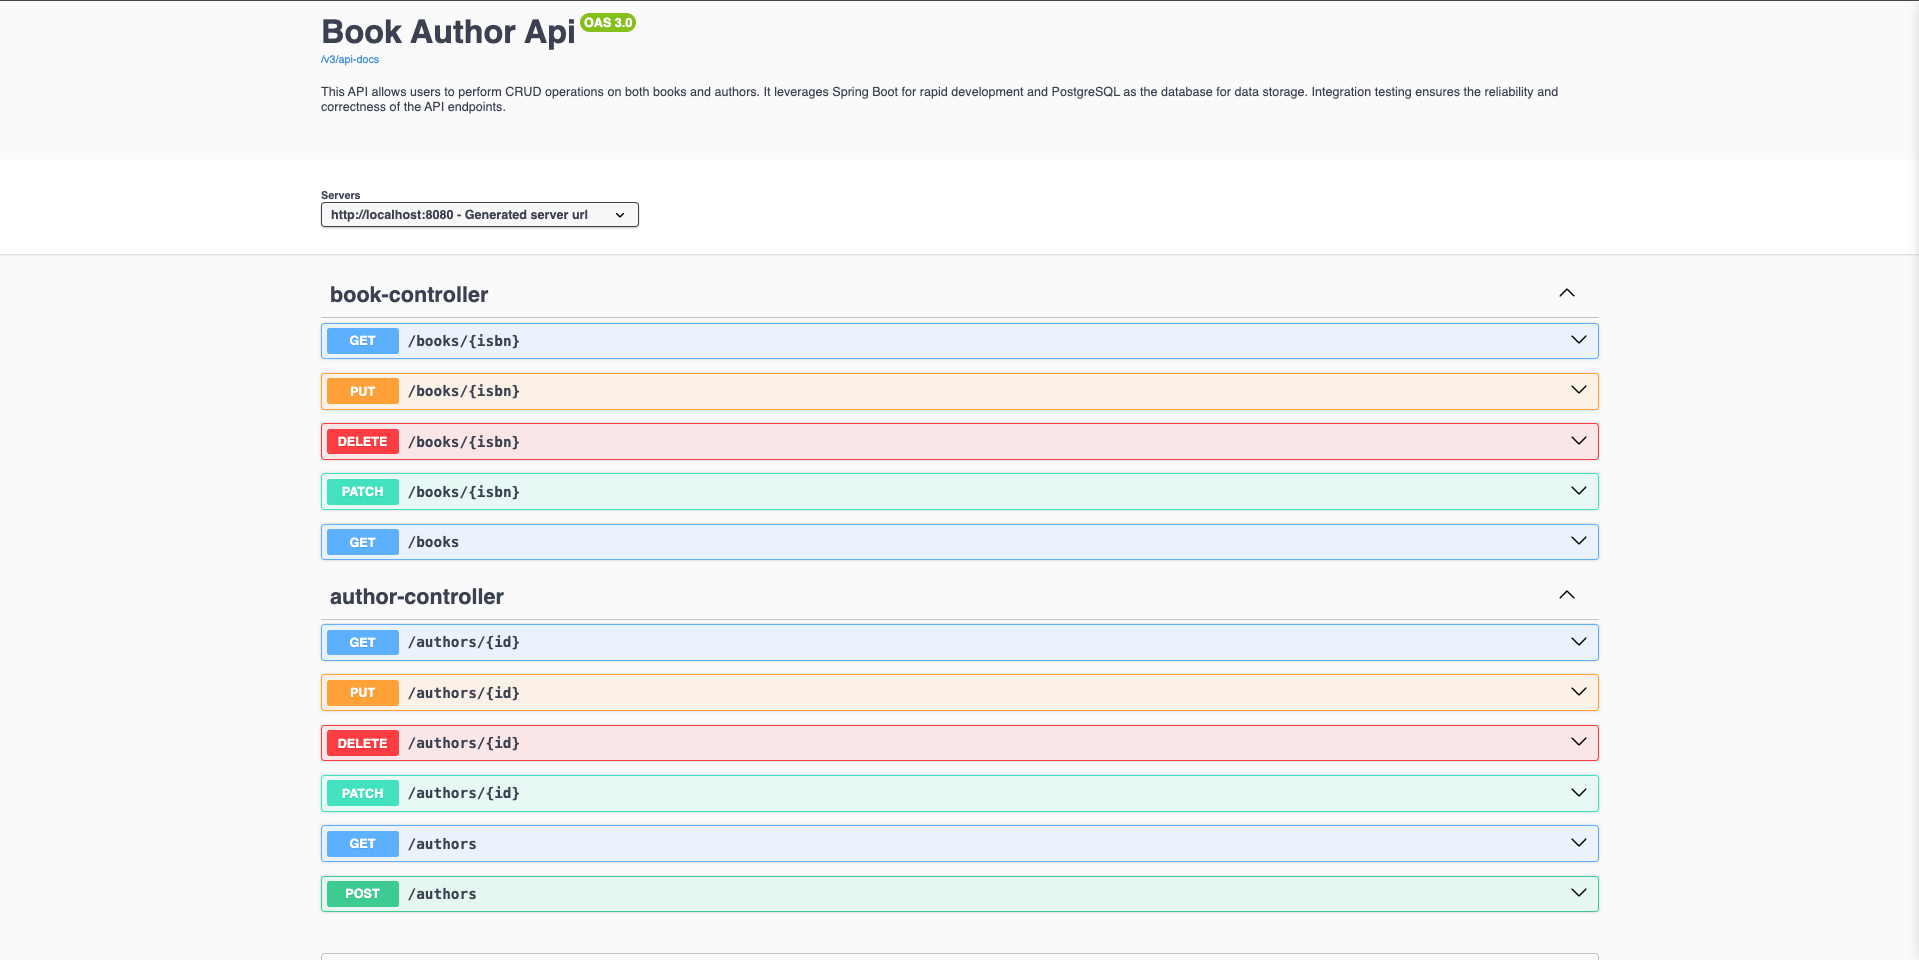 Book Author Api OAS 3.0
/v3/api-docs
This API allows users to perform CRUD operations on both books and authors. It leverages Spring Boot for rapid development and PostgreSQL as the database for data storage. Integration testing ensures the reliability and
correctness of the API endpoints.
Servers
http://localhost:8080 - Generated server url
book-controller
GET /books/{isbn}
PUT /books/{isbn}
DELETE /books/{isbn}
PATCH /books/{isbn}
GET /books
author-controller
GET /authors/{id}
PUT /authors/{id}
DELETE /authors/{id}
PATCH /authors/{id}
GET /authors
POST /authors